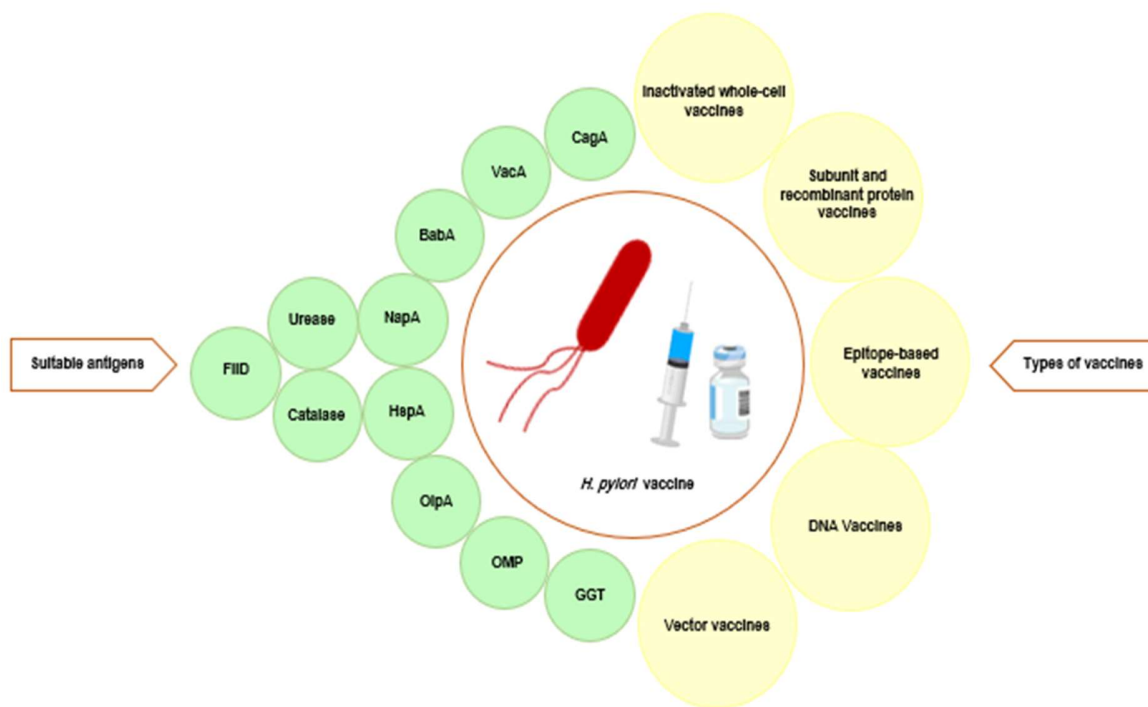 Suitable antigens
CagA
VacA
BabA
NapA
Urease
FliD
Catalase
HspA
OipA
OMP
GGT
H. pylori vaccine
Inactivated whole-cell
vaccines
Subunit and
recombinant protein
vaccines
Epitope-based
vaccines
DNA Vaccines
Vector vaccines
Types of vaccines